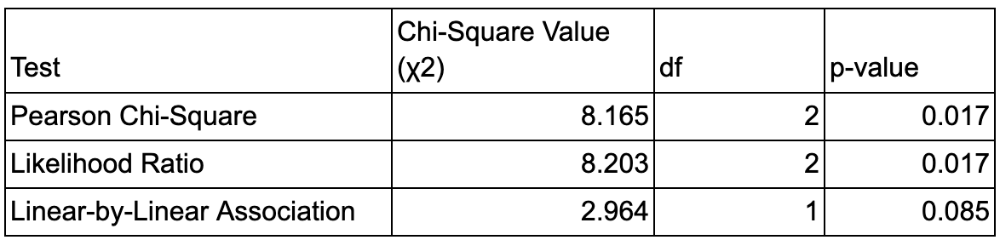 Test Chi-Square Value (χ2) df p-value
Pearson Chi-Square 8.165 2 0.017
Likelihood Ratio 8.203 2 0.017
Linear-by-Linear Association 2.964 1 0.085